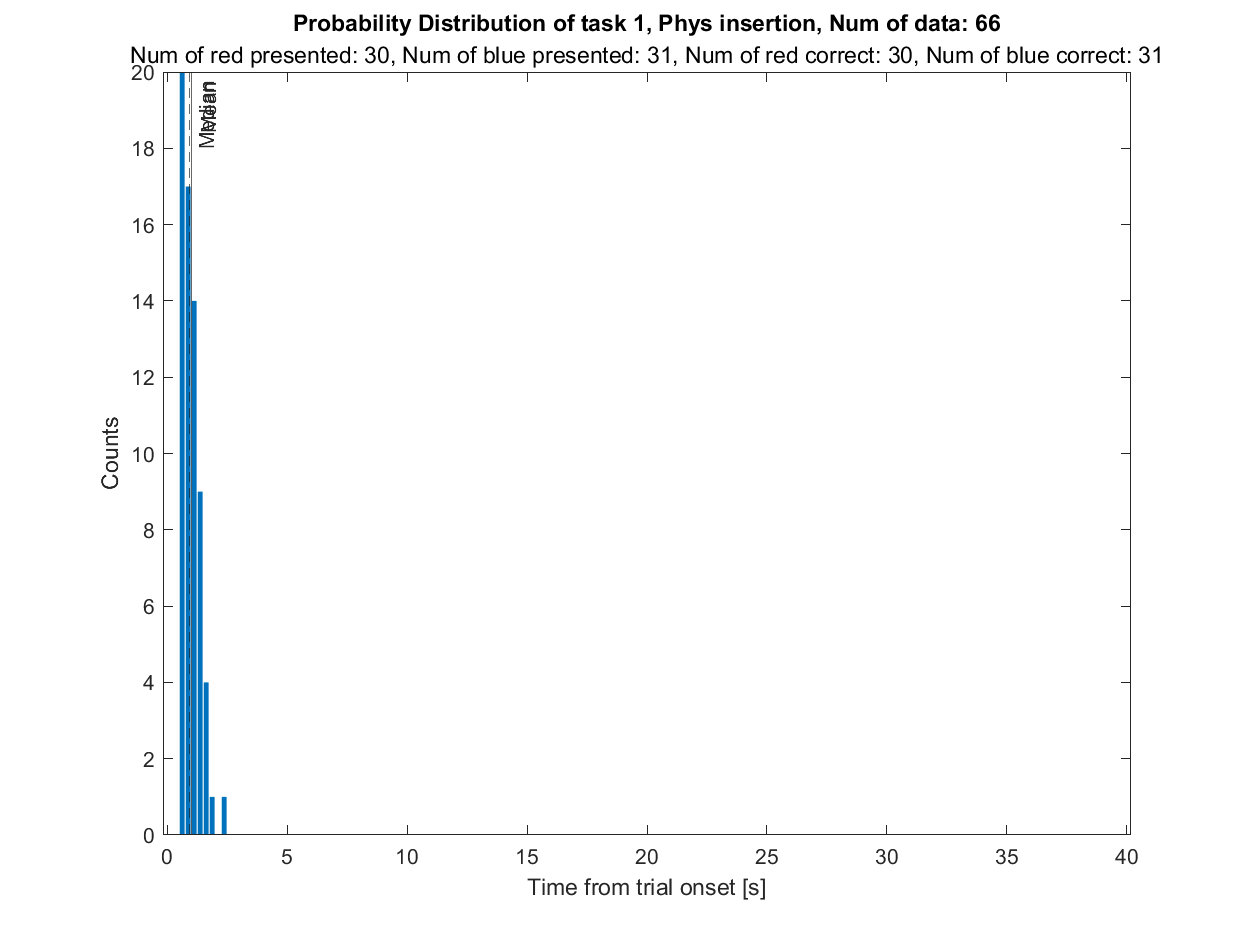 Probability Distribution of task 1, Phys insertion, Num of data: 66
Num of red presented: 30, Num of blue presented: 31, Num of red correct: 30, Num of blue correct: 31
Median
Mean
20
18
16
14
12
10
8
6
4
2
0
Counts
0 5 10 15 20 25 30 35 40
Time from trial onset [s]